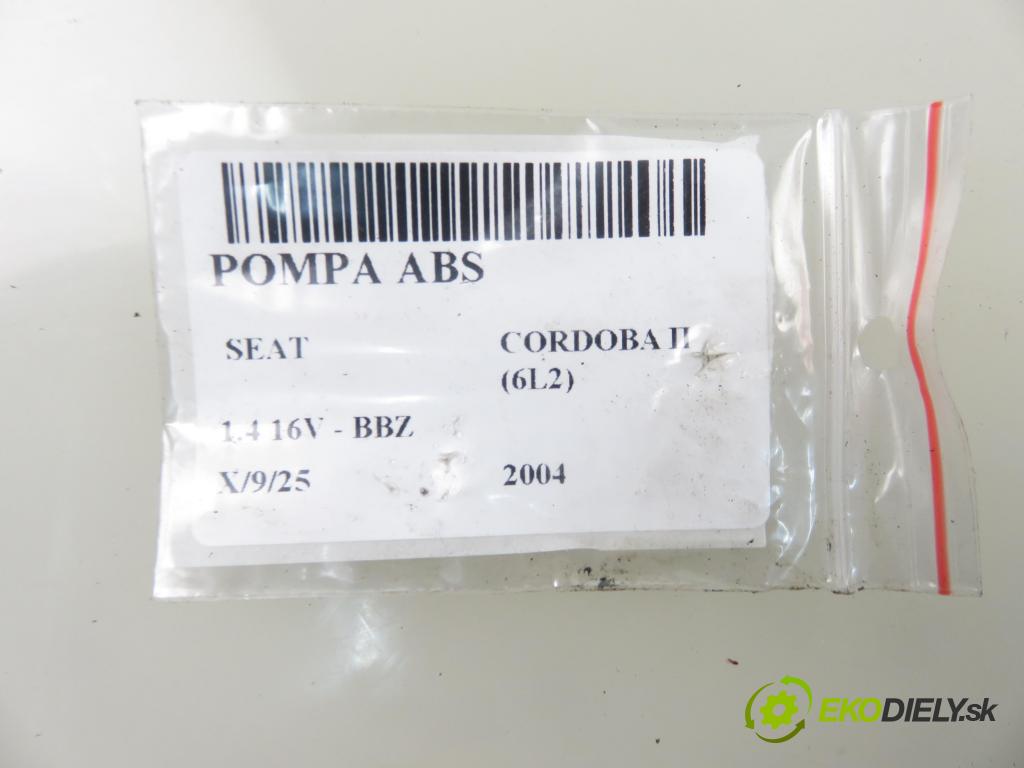 POMPA ABS
SEAT
CORDOBA II
(6L2)
1.4 16V - BBZ
X/9/25
2004
EKODIELY.sk